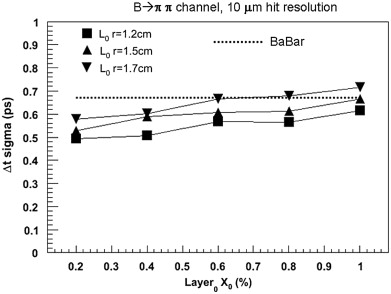 B→π π channel, 10 μm hit resolution
L₀ r=1.2cm
L₀ r=1.5cm
L₀ r=1.7cm
BaBar
Δt sigma (ps)
1
0.9
0.8
0.7
0.6
0.5
0.4
0.3
0.2
0.1
0
0.2 0.3 0.4 0.5 0.6 0.7 0.8 0.9 1
Layer₀ X₀ (%)